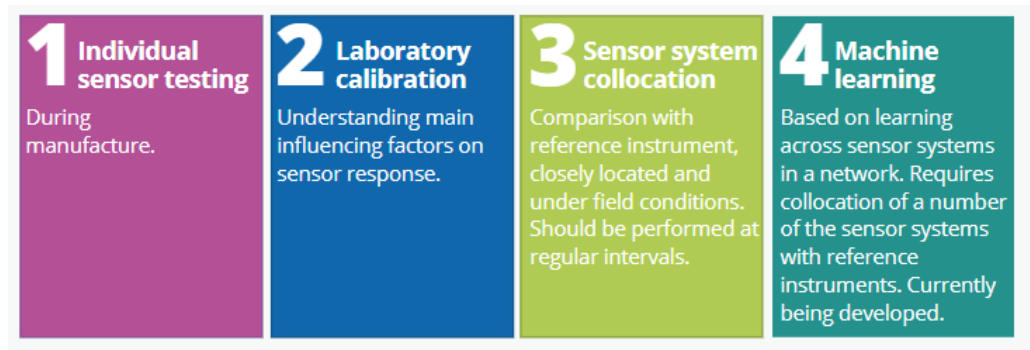 1 Individual
sensor testing
During
manufacture.
2 Laboratory
calibration
Understanding main
influencing factors on
sensor response.
3 Sensor system
collocation
Comparison with
reference instrument,
closely located and
under field conditions.
Should be performed at
regular intervals.
4 Machine
learning
Based on learning
across sensor systems
in a network. Requires
collocation of a number
of the sensor systems
with reference
instruments. Currently
being developed.